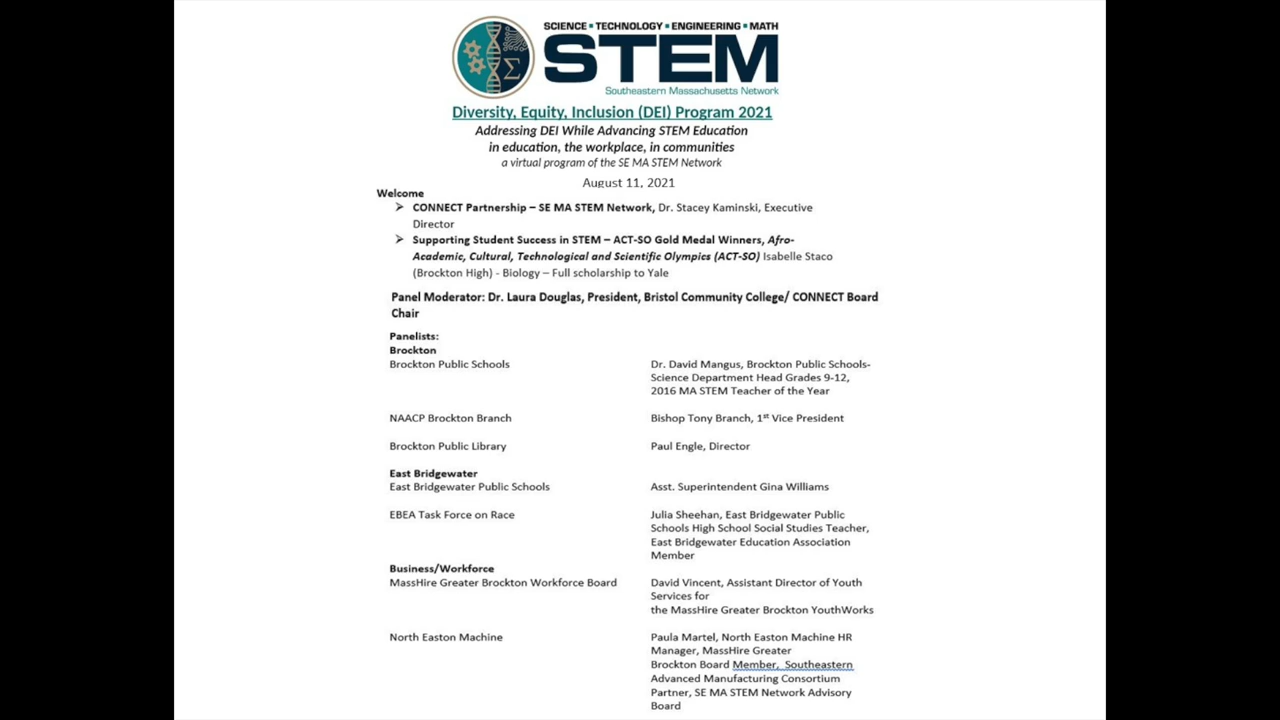 SCIENCE▪TECHNOLOGY▪ENGINEERING▪MATH
STEM
Σ
Southeastern Massachusetts Network
Diversity, Equity, Inclusion (DEI) Program 2021
Addressing DEI While Advancing STEM Education
in education, the workplace, in communities
a virtual program of the SE MA STEM Network
August 11, 2021
Welcome
➢ CONNECT Partnership – SE MA STEM Network, Dr. Stacey Kaminski, Executive
Director
➢ Supporting Student Success in STEM – ACT-SO Gold Medal Winners, Afro-
Academic, Cultural, Technological and Scientific Olympics (ACT-SO) Isabelle Staco
(Brockton High) - Biology – Full scholarship to Yale
Panel Moderator: Dr. Laura Douglas, President, Bristol Community College/ CONNECT Board
Chair
Panelists:
Brockton
Brockton Public Schools
Dr. David Mangus, Brockton Public Schools-
Science Department Head Grades 9-12,
2016 MA STEM Teacher of the Year
NAACP Brockton Branch
Bishop Tony Branch, 1st Vice President
Brockton Public Library
Paul Engle, Director
East Bridgewater
East Bridgewater Public Schools
Asst. Superintendent Gina Williams
EBEA Task Force on Race
Julia Sheehan, East Bridgewater Public
Schools High School Social Studies Teacher,
East Bridgewater Education Association
Member
Business/Workforce
MassHire Greater Brockton Workforce Board
David Vincent, Assistant Director of Youth
Services for
the MassHire Greater Brockton YouthWorks
North Easton Machine
Paula Martel, North Easton Machine HR
Manager, MassHire Greater
Brockton Board Member, Southeastern
Advanced Manufacturing Consortium
Partner, SE MA STEM Network Advisory
Board